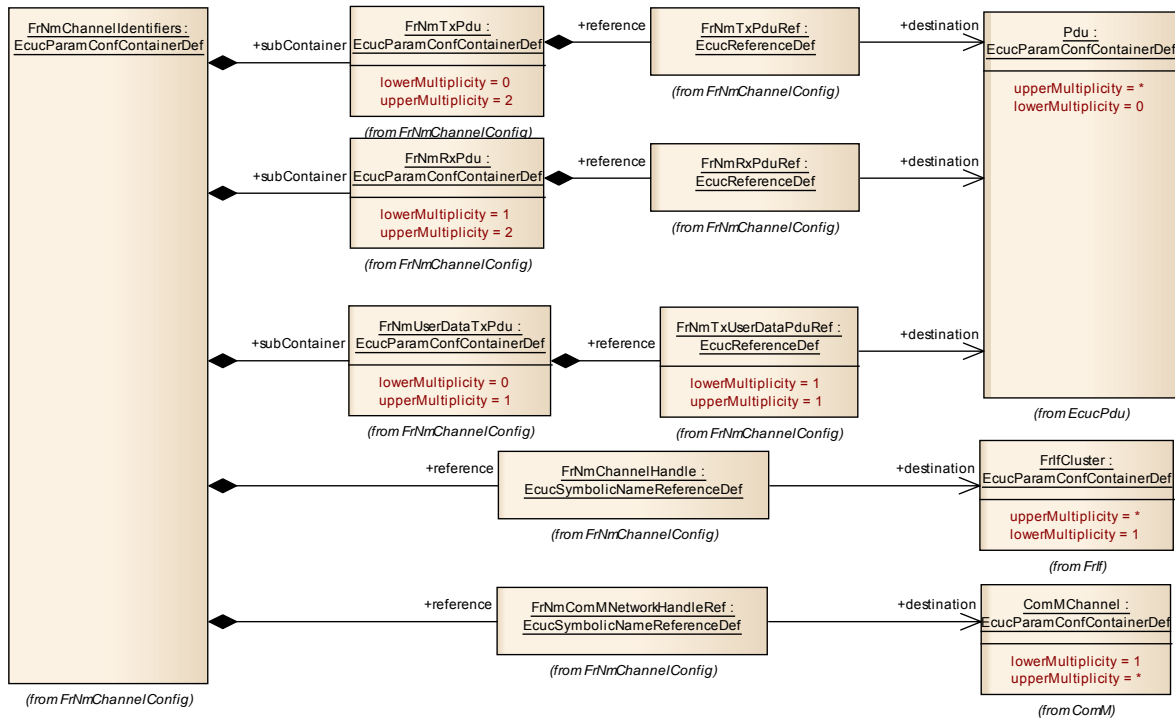 FrNmChannelIdentifiers :
EcucParamConfContainerDef
(from FrNmChannelConfig)
+subContainer
FrNmTxPdu :
EcucParamConfContainerDef
lowerMultiplicity = 0
upperMultiplicity = 2
(from FrNmChannelConfig)
+reference
FrNmTxPduRef :
EcucReferenceDef
(from FrNmChannelConfig)
+destination
Pdu :
EcucParamConfContainerDef
upperMultiplicity = *
lowerMultiplicity = 0
(from EcucPdu)
+subContainer
FrNmRxPdu :
EcucParamConfContainerDef
lowerMultiplicity = 1
upperMultiplicity = 2
(from FrNmChannelConfig)
+reference
FrNmRxPduRef :
EcucReferenceDef
(from FrNmChannelConfig)
+destination
+subContainer
FrNmUserDataTxPdu :
EcucParamConfContainerDef
lowerMultiplicity = 0
upperMultiplicity = 1
(from FrNmChannelConfig)
+reference
FrNmTxUserDataPduRef :
EcucReferenceDef
lowerMultiplicity = 1
upperMultiplicity = 1
(from FrNmChannelConfig)
+destination
+reference
FrNmChannelHandle :
EcucSymbolicNameReferenceDef
(from FrNmChannelConfig)
+destination
FrIfCluster :
EcucParamConfContainerDef
upperMultiplicity = *
lowerMultiplicity = 1
(from FrIf)
+reference
FrNmComMNetworkHandleRef :
EcucSymbolicNameReferenceDef
(from FrNmChannelConfig)
+destination
ComMChannel :
EcucParamConfContainerDef
lowerMultiplicity = 1
upperMultiplicity = *
(from ComM)